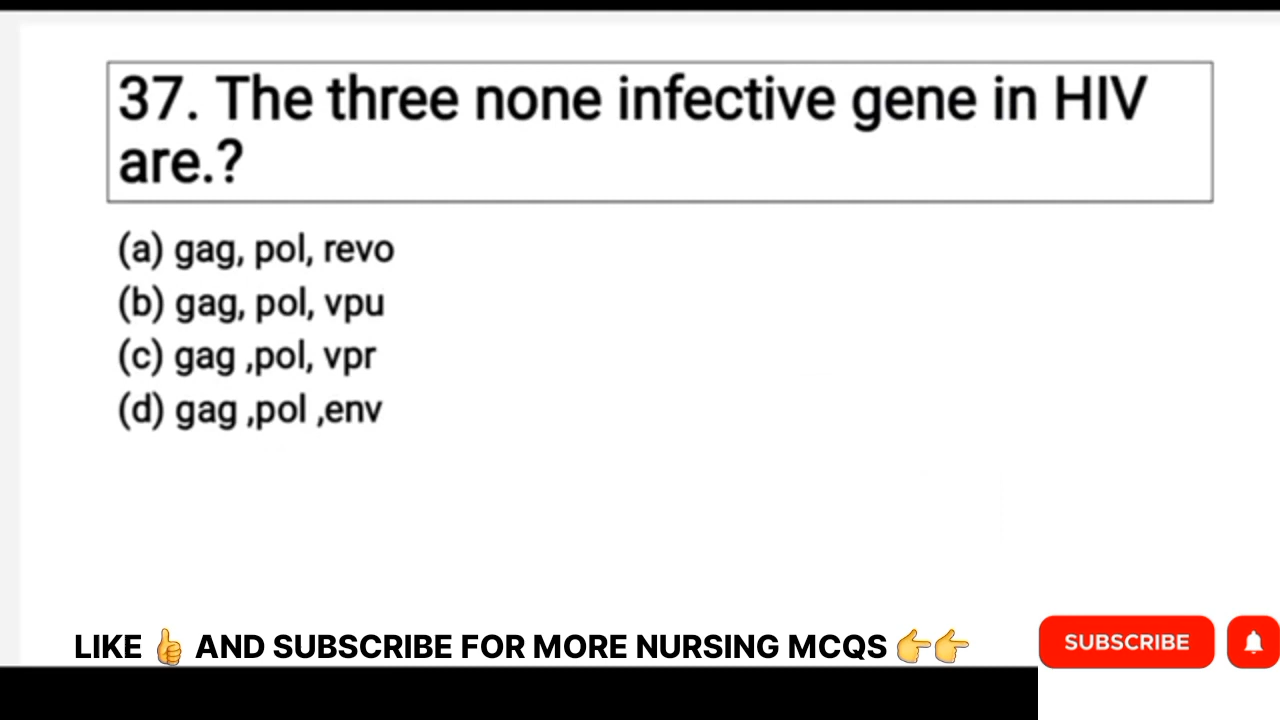 37. The three none infective gene in HIV
are.?
(a) gag, pol, revo
(b) gag, pol, vpu
(c) gag ,pol, vpr
(d) gag ,pol ,env
LIKE 👍 AND SUBSCRIBE FOR MORE NURSING MCQS 👉👉
SUBSCRIBE